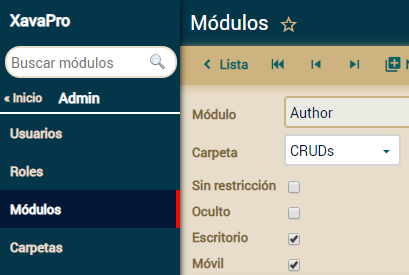 XavaPro
Buscar módulos
« Inicio Admin
Usuarios
Roles
Módulos
Carpetas
Módulos
Lista
Módulo Author
Carpeta CRUDs
Sin restricción
Oculto
Escritorio
Móvil